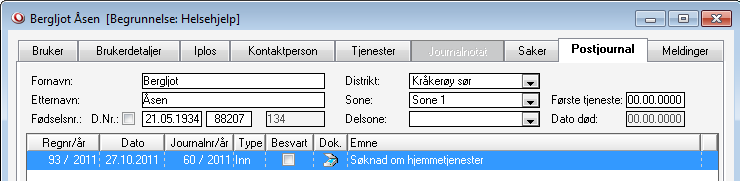 Bergljot Åsen [Begrunnelse: Helsehjelp]
Bruker Brukerdetaljer Iplos Kontaktperson Tjenester Journalnotat Saker Postjournal Meldinger
Fornavn: Bergljot Distrikt: Kråkerøy sør
Etternavn: Åsen Sone: Sone 1 Første tjeneste: 00.00.0000
Fødselsnr.: D.Nr.: 21.05.1934 88207 134 Delsone: Dato død: 00.00.0000
Regnr/år Dato Journalnr/år Type Besvart Dok. Emne
93 / 2011 27.10.2011 60 / 2011 Inn Søknad om hjemmetjenester